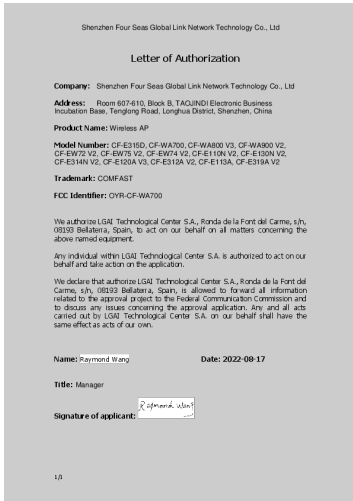 Shenzhen Four Seas Global Link Network Technology Co., Ltd
Letter of Authorization
Company: Shenzhen Four Seas Global Link Network Technology Co., Ltd
Address: Room 607-610, Block B, TAOJINDI Electronic Business
Incubation Base, Tenglong Road, Longhua District, Shenzhen, China
Product Name: Wireless AP
Model Number: CF-E315D, CF-WA700, CF-WA800 V3, CF-WA900 V2,
CF-EW72 V2, CF-EW75 V2, CF-EW74 V2, CF-E110N V2, CF-E130N V2,
CF-E314N V2, CF-E120A V3, CF-E312A V2, CF-E113A, CF-E319A V2
Trademark: COMFAST
FCC Identifier: OYR-CF-WA700
We authorize LGAI Technological Center S.A., Ronda de la Font del Carme, s/n,
08193 Bellaterra, Spain, to act on our behalf on all matters concerning the
above named equipment.
Any individual within LGAI Technological Center S.A. is authorized to act on our
behalf and take action on the application.
We declare that authorize LGAI Technological Center S.A., Ronda de la Font del
Carme, s/n, 08193 Bellaterra, Spain, is allowed to forward all information
related to the approval project to the Federal Communication Commission and
to discuss any issues concerning the approval application. Any and all acts
carried out by LGAI Technological Center S.A. on our behalf shall have the
same effect as acts of our own.
Name: Raymond Wang Date: 2022-08-17
Title: Manager
Signature of applicant: Raymond Wang
1/1